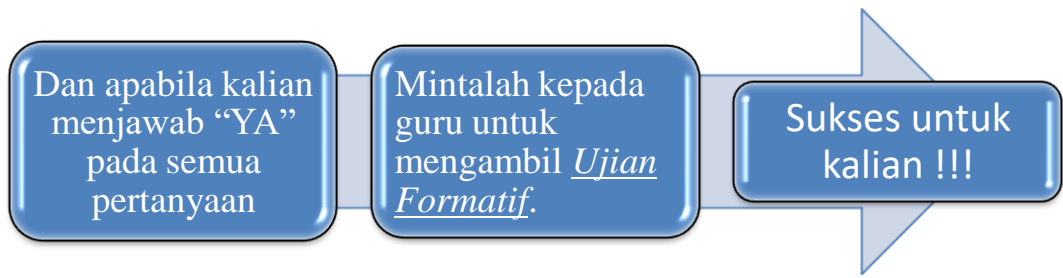 Dan apabila kalian
menjawab “YA”
pada semua
pertanyaan
Mintalah kepada
guru untuk
mengambil Ujian
Formatif.
Sukses untuk
kalian !!!